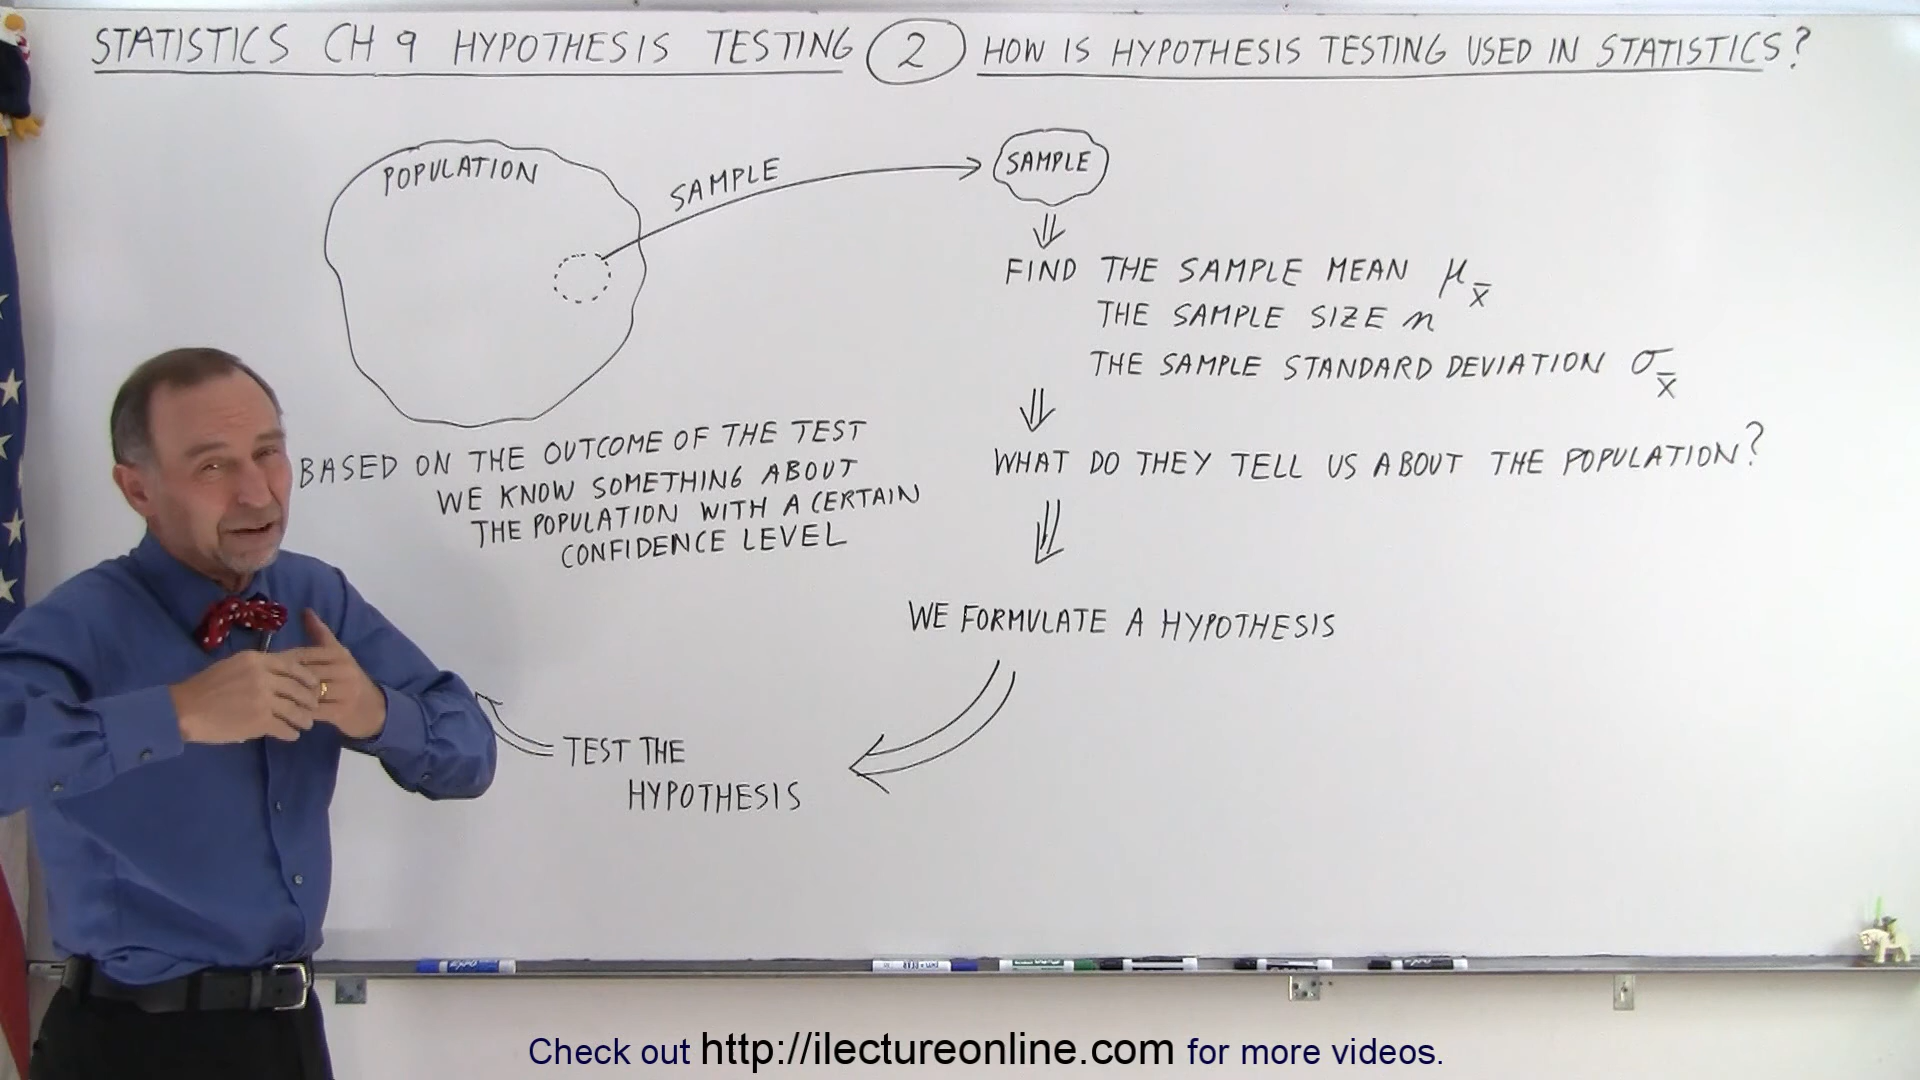 STATISTICS CH 9 HYPOTHESIS TESTING 2 HOW IS HYPOTHESIS TESTING USED IN STATISTICS?
POPULATION
SAMPLE
SAMPLE
FIND THE SAMPLE MEAN μ_x̄
THE SAMPLE SIZE n
THE SAMPLE STANDARD DEVIATION σ_x̄
WHAT DO THEY TELL US ABOUT THE POPULATION?
WE FORMULATE A HYPOTHESIS
TEST THE
HYPOTHESIS
BASED ON THE OUTCOME OF THE TEST
WE KNOW SOMETHING ABOUT
THE POPULATION WITH A CERTAIN
CONFIDENCE LEVEL
EXPO
Check out http://ilectureonline.com for more videos.